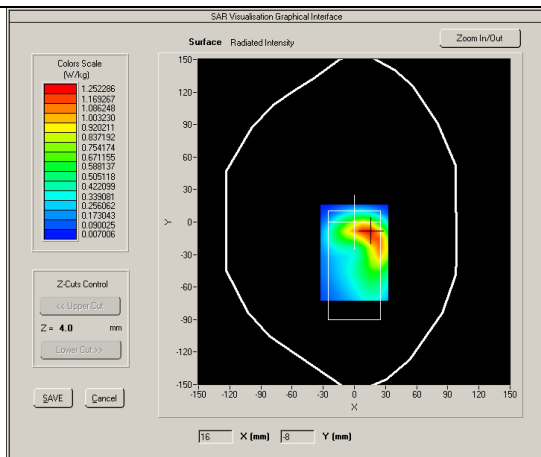 SAR Visualisation Graphical Interface
Surface Radiated Intensity
Zoom In/Out
Colors Scale
(W/kg)
1.252286
1.169267
1.086248
1.003230
0.920211
0.837192
0.754174
0.671155
0.588137
0.505118
0.422099
0.339081
0.256062
0.173043
0.090025
0.007006
Z-Cuts Control
<< Upper Cut
Z = 4.0 mm
Lower Cut >>
SAVE
Cancel
150
120
90
60
30
0
-30
-60
-90
-120
-150
Y
-150 -120 -90 -60 -30 0 30 60 90 120 150
X
16 X (mm) -8 Y (mm)